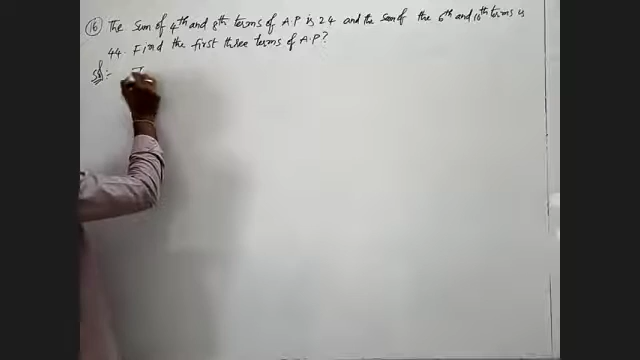 16 The Sum of 4th and 8th terms of A.P is 24 and the Sum of the 6th and 10th terms is
44. Find the first three terms of A.P?
Sol:-